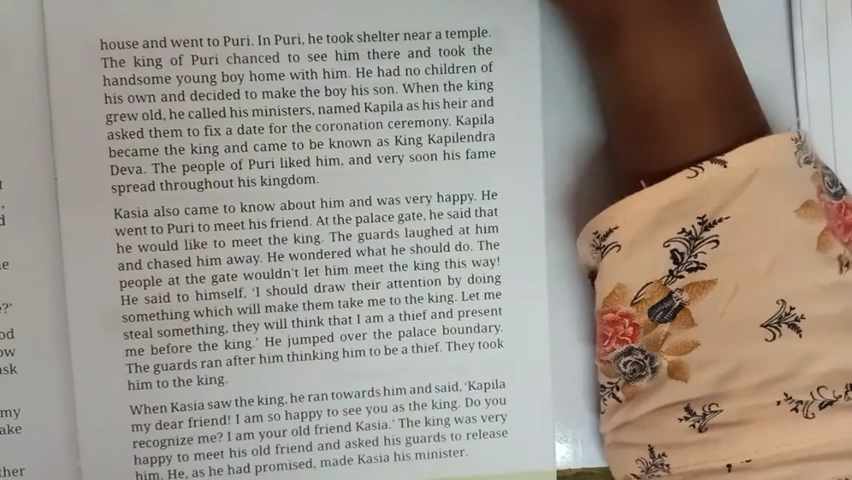 house and went to Puri. In Puri, he took shelter near a temple.
The king of Puri chanced to see him there and took the
handsome young boy home with him. He had no children of
his own and decided to make the boy his son. When the king
grew old, he called his ministers, named Kapila as his heir and
asked them to fix a date for the coronation ceremony. Kapila
became the king and came to be known as King Kapilendra
Deva. The people of Puri liked him, and very soon his fame
spread throughout his kingdom.
Kasia also came to know about him and was very happy. He
went to Puri to meet his friend. At the palace gate, he said that
he would like to meet the king. The guards laughed at him
and chased him away. He wondered what he should do. The
people at the gate wouldn't let him meet the king this way!
He said to himself, 'I should draw their attention by doing
something which will make them take me to the king. Let me
steal something, they will think that I am a thief and present
me before the king.' He jumped over the palace boundary.
The guards ran after him thinking him to be a thief. They took
him to the king.
When Kasia saw the king, he ran towards him and said, 'Kapila
my dear friend! I am so happy to see you as the king. Do you
recognize me? I am your old friend Kasia.' The king was very
happy to meet his old friend and asked his guards to release
him. He, as he had promised, made Kasia his minister.